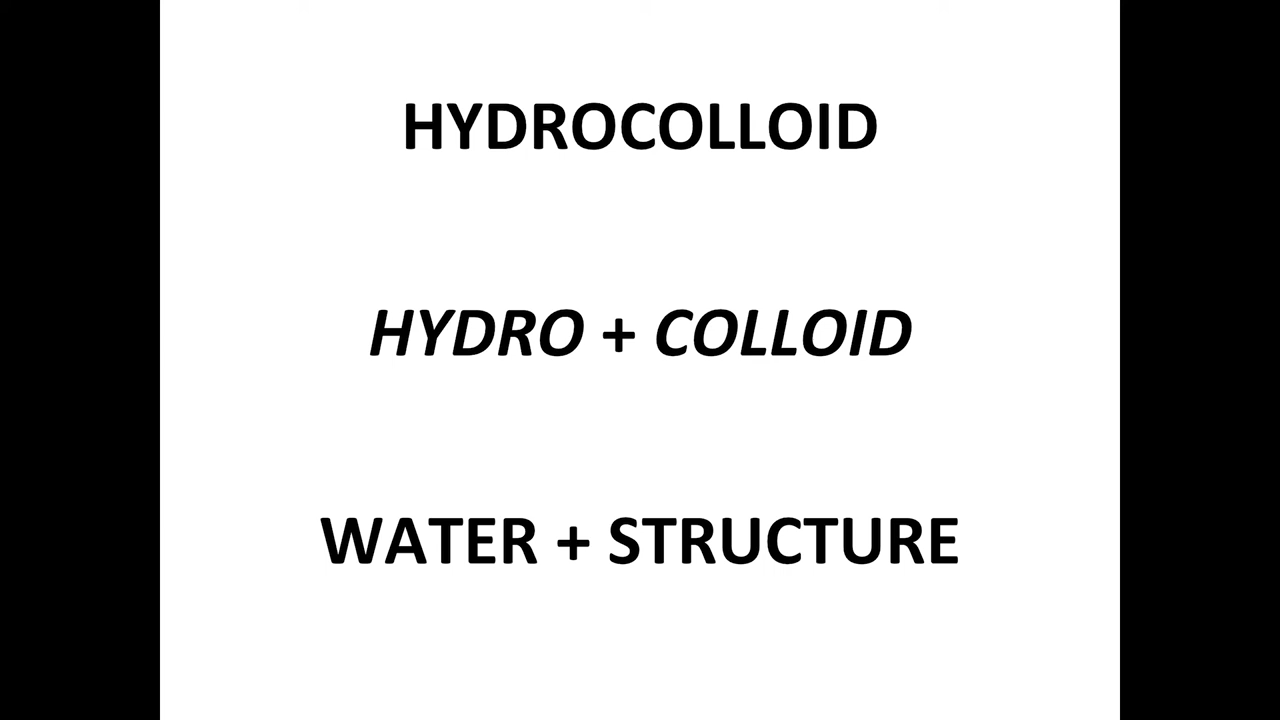 HYDROCOLLOID
HYDRO + COLLOID
WATER + STRUCTURE